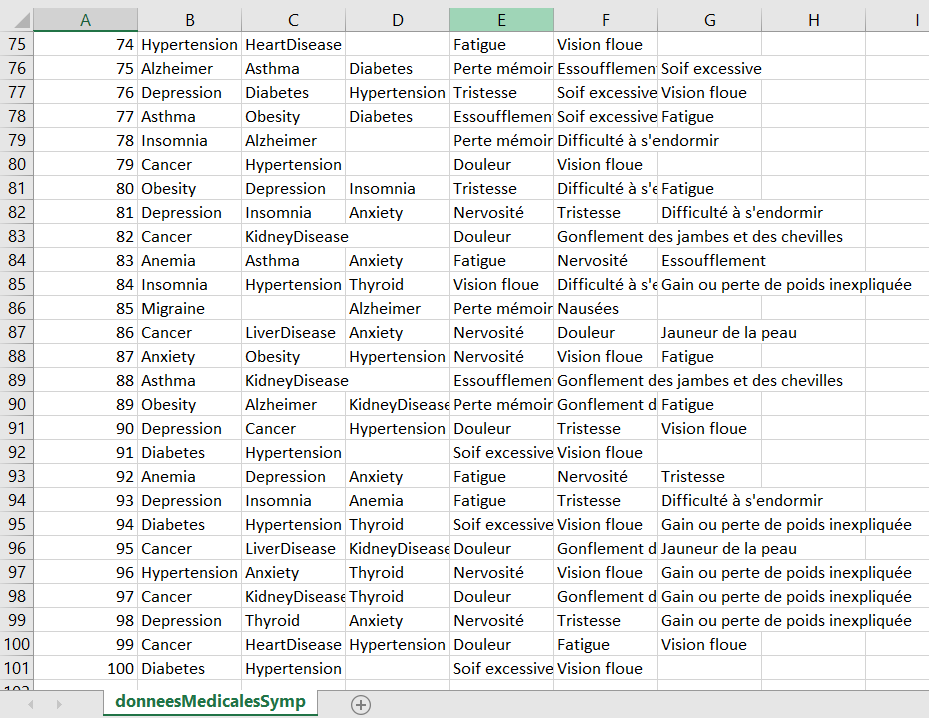 A B C D E F G H I
75 74 Hypertension HeartDisease Fatigue Vision floue
76 75 Alzheimer Asthma Diabetes Perte mémoir Essoufflemen Soif excessive
77 76 Depression Diabetes Hypertension Tristesse Soif excessive Vision floue
78 77 Asthma Obesity Diabetes Essoufflemen Soif excessive Fatigue
79 78 Insomnia Alzheimer Perte mémoir Difficulté à s'endormir
80 79 Cancer Hypertension Douleur Vision floue
81 80 Obesity Depression Insomnia Tristesse Difficulté à s'e Fatigue
82 81 Depression Insomnia Anxiety Nervosité Tristesse Difficulté à s'endormir
83 82 Cancer KidneyDisease Douleur Gonflement des jambes et des chevilles
84 83 Anemia Asthma Anxiety Fatigue Nervosité Essoufflement
85 84 Insomnia Hypertension Thyroid Vision floue Difficulté à s'e Gain ou perte de poids inexpliquée
86 85 Migraine Alzheimer Perte mémoir Nausées
87 86 Cancer LiverDisease Anxiety Nervosité Douleur Jauneur de la peau
88 87 Anxiety Obesity Hypertension Nervosité Vision floue Fatigue
89 88 Asthma KidneyDisease Essoufflemen Gonflement des jambes et des chevilles
90 89 Obesity Alzheimer KidneyDisease Perte mémoir Gonflement d Fatigue
91 90 Depression Cancer Hypertension Douleur Tristesse Vision floue
92 91 Diabetes Hypertension Soif excessive Vision floue
93 92 Anemia Depression Anxiety Fatigue Nervosité Tristesse
94 93 Depression Insomnia Anemia Fatigue Tristesse Difficulté à s'endormir
95 94 Diabetes Hypertension Thyroid Soif excessive Vision floue Gain ou perte de poids inexpliquée
96 95 Cancer LiverDisease KidneyDisease Douleur Gonflement d Jauneur de la peau
97 96 Hypertension Anxiety Thyroid Nervosité Vision floue Gain ou perte de poids inexpliquée
98 97 Cancer KidneyDisease Thyroid Douleur Gonflement d Gain ou perte de poids inexpliquée
99 98 Depression Thyroid Anxiety Nervosité Tristesse Gain ou perte de poids inexpliquée
100 99 Cancer HeartDisease Hypertension Douleur Fatigue Vision floue
101 100 Diabetes Hypertension Soif excessive Vision floue
donneesMedicalesSymp